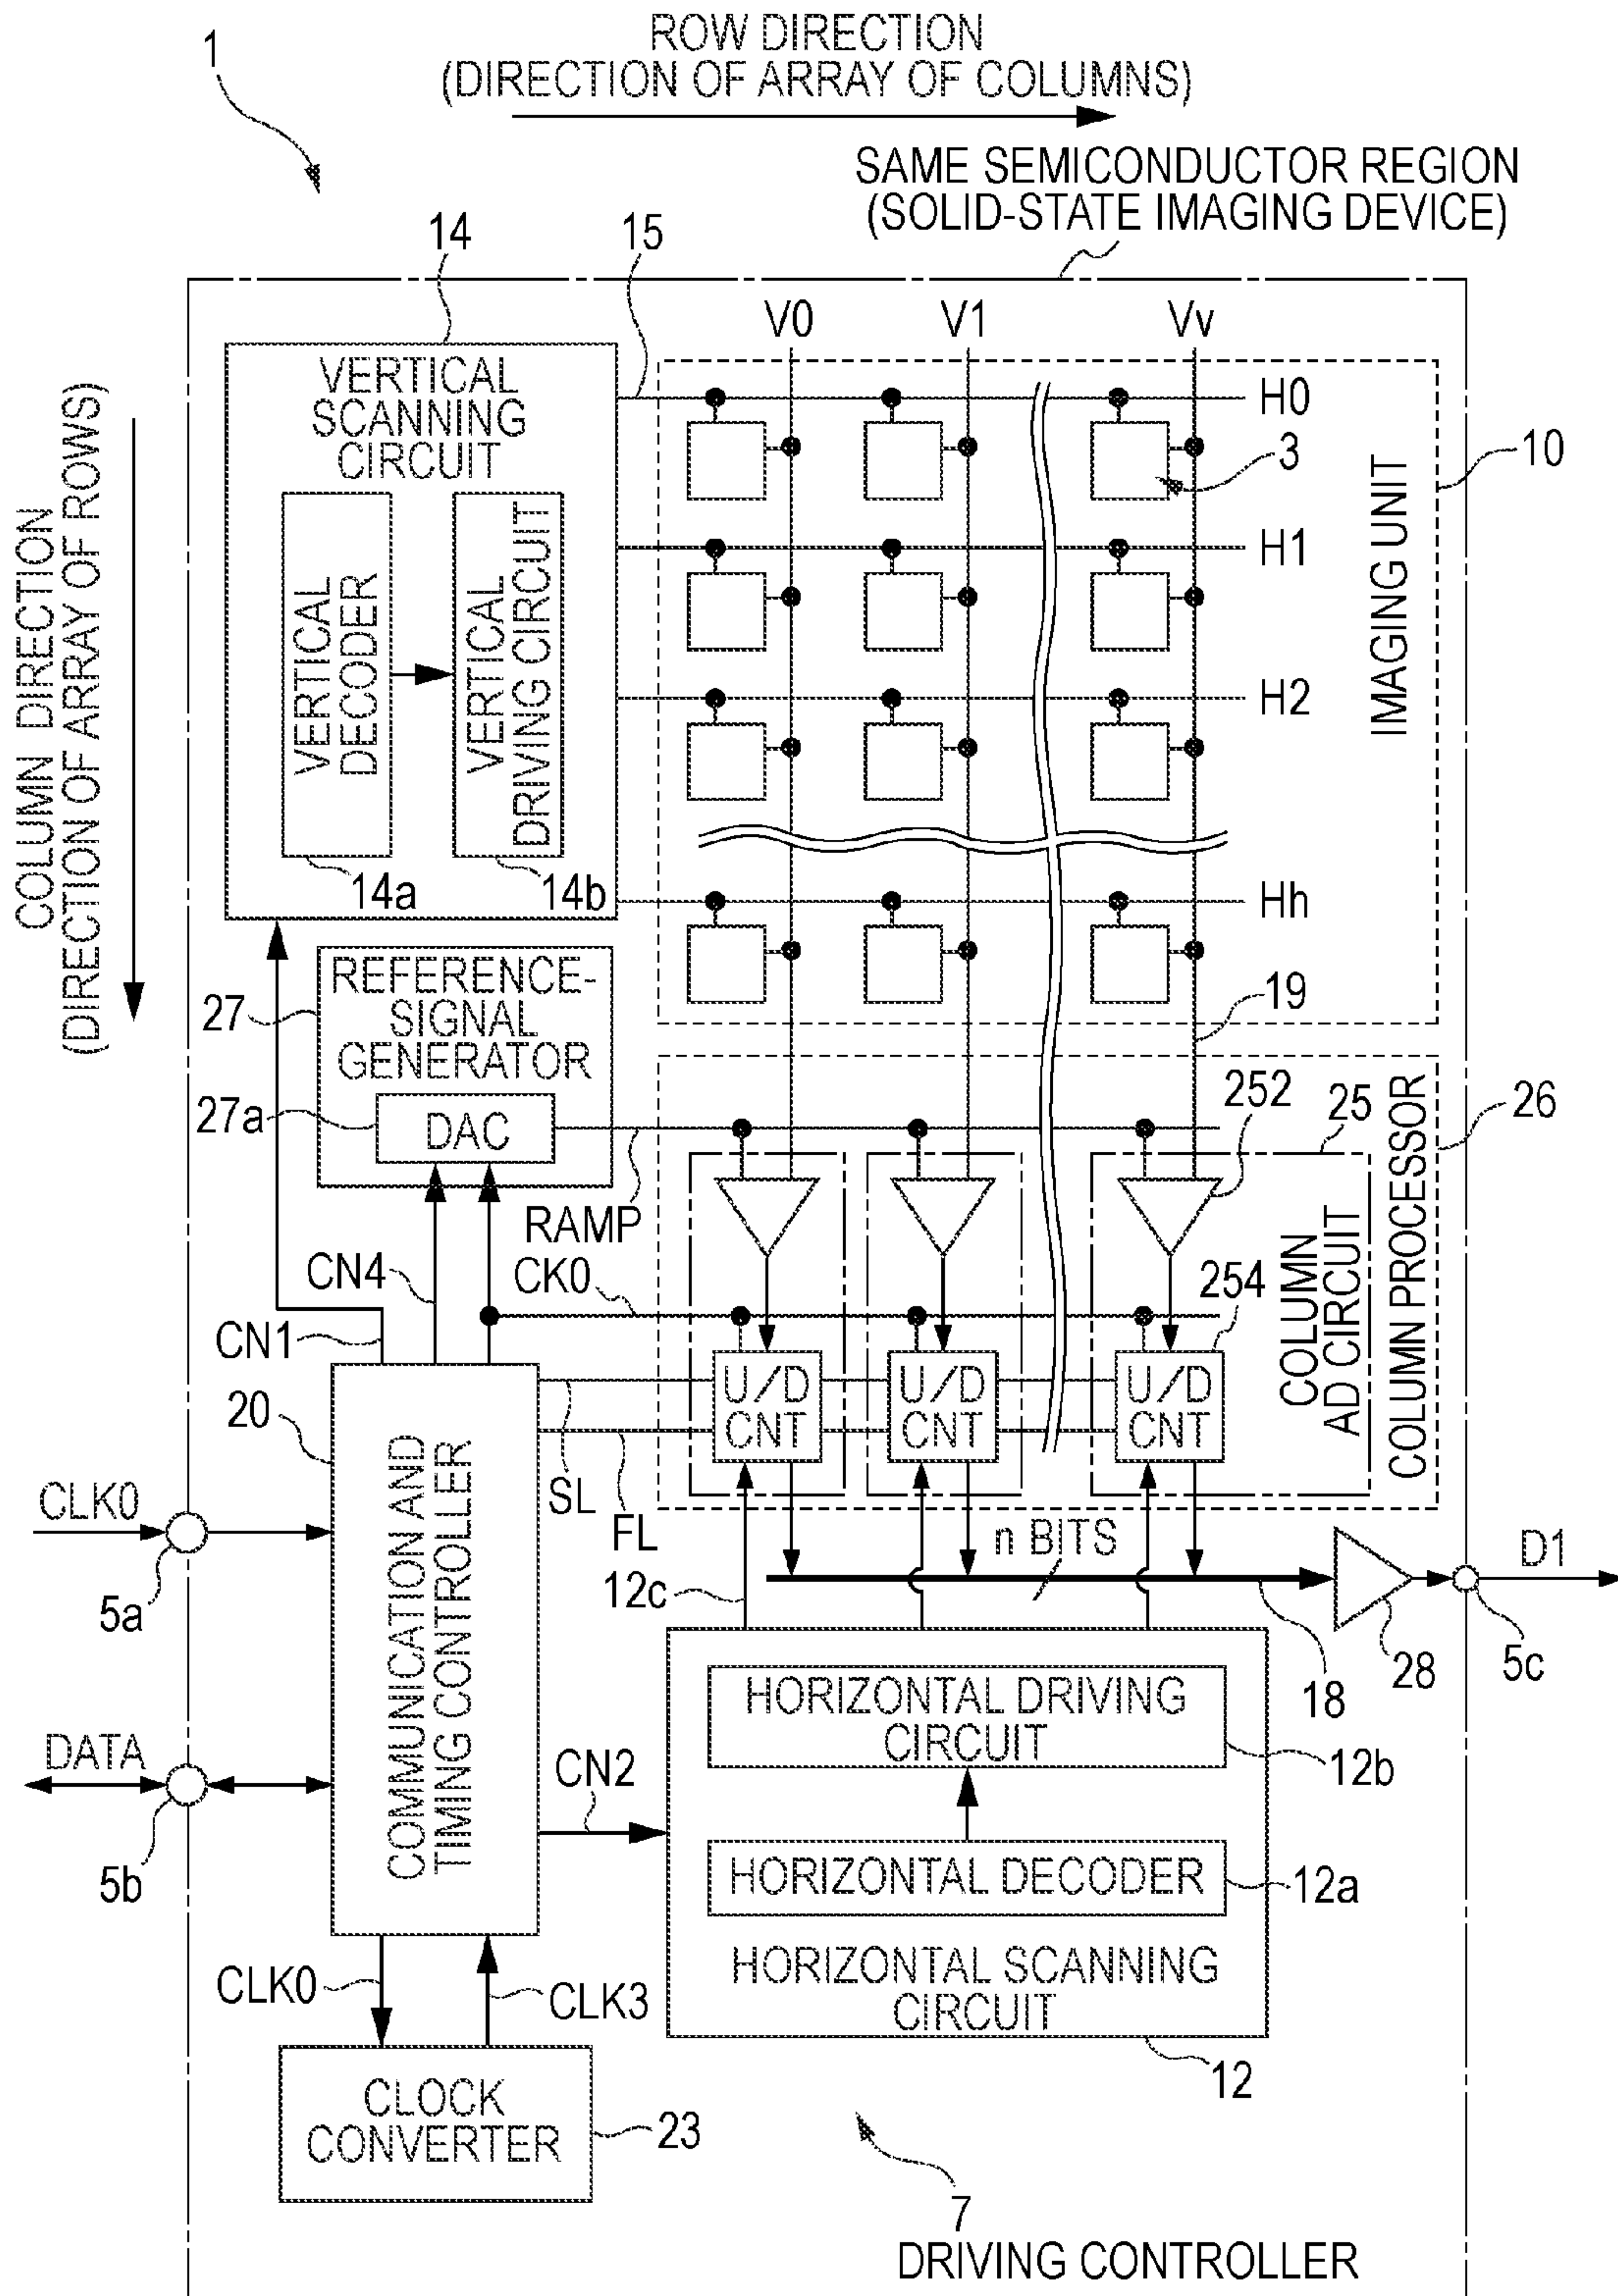 1
ROW DIRECTION
(DIRECTION OF ARRAY OF COLUMNS)
SAME SEMICONDUCTOR REGION
(SOLID-STATE IMAGING DEVICE)
14
15
V0
V1
Vv
COLUMN DIRECTION
(DIRECTION OF ARRAY OF ROWS)
VERTICAL
SCANNING
CIRCUIT
VERTICAL
DECODER
VERTICAL
DRIVING CIRCUIT
14a
14b
H0
3
10
H1
H2
Hh
IMAGING UNIT
19
27
REFERENCE-
SIGNAL
GENERATOR
27a
DAC
252
25
26
RAMP
CN4
CK0
254
CN1
COLUMN
AD CIRCUIT
COLUMN PROCESSOR
20
U/D
CNT
U/D
CNT
U/D
CNT
SL
FL
CLK0
5a
COMMUNICATION AND
TIMING CONTROLLER
n BITS
D1
12c
28
5c
18
DATA
5b
HORIZONTAL DRIVING
CIRCUIT
12b
CN2
HORIZONTAL DECODER
12a
HORIZONTAL SCANNING
CIRCUIT
12
CLK0
CLK3
CLOCK
CONVERTER
23
7
DRIVING CONTROLLER